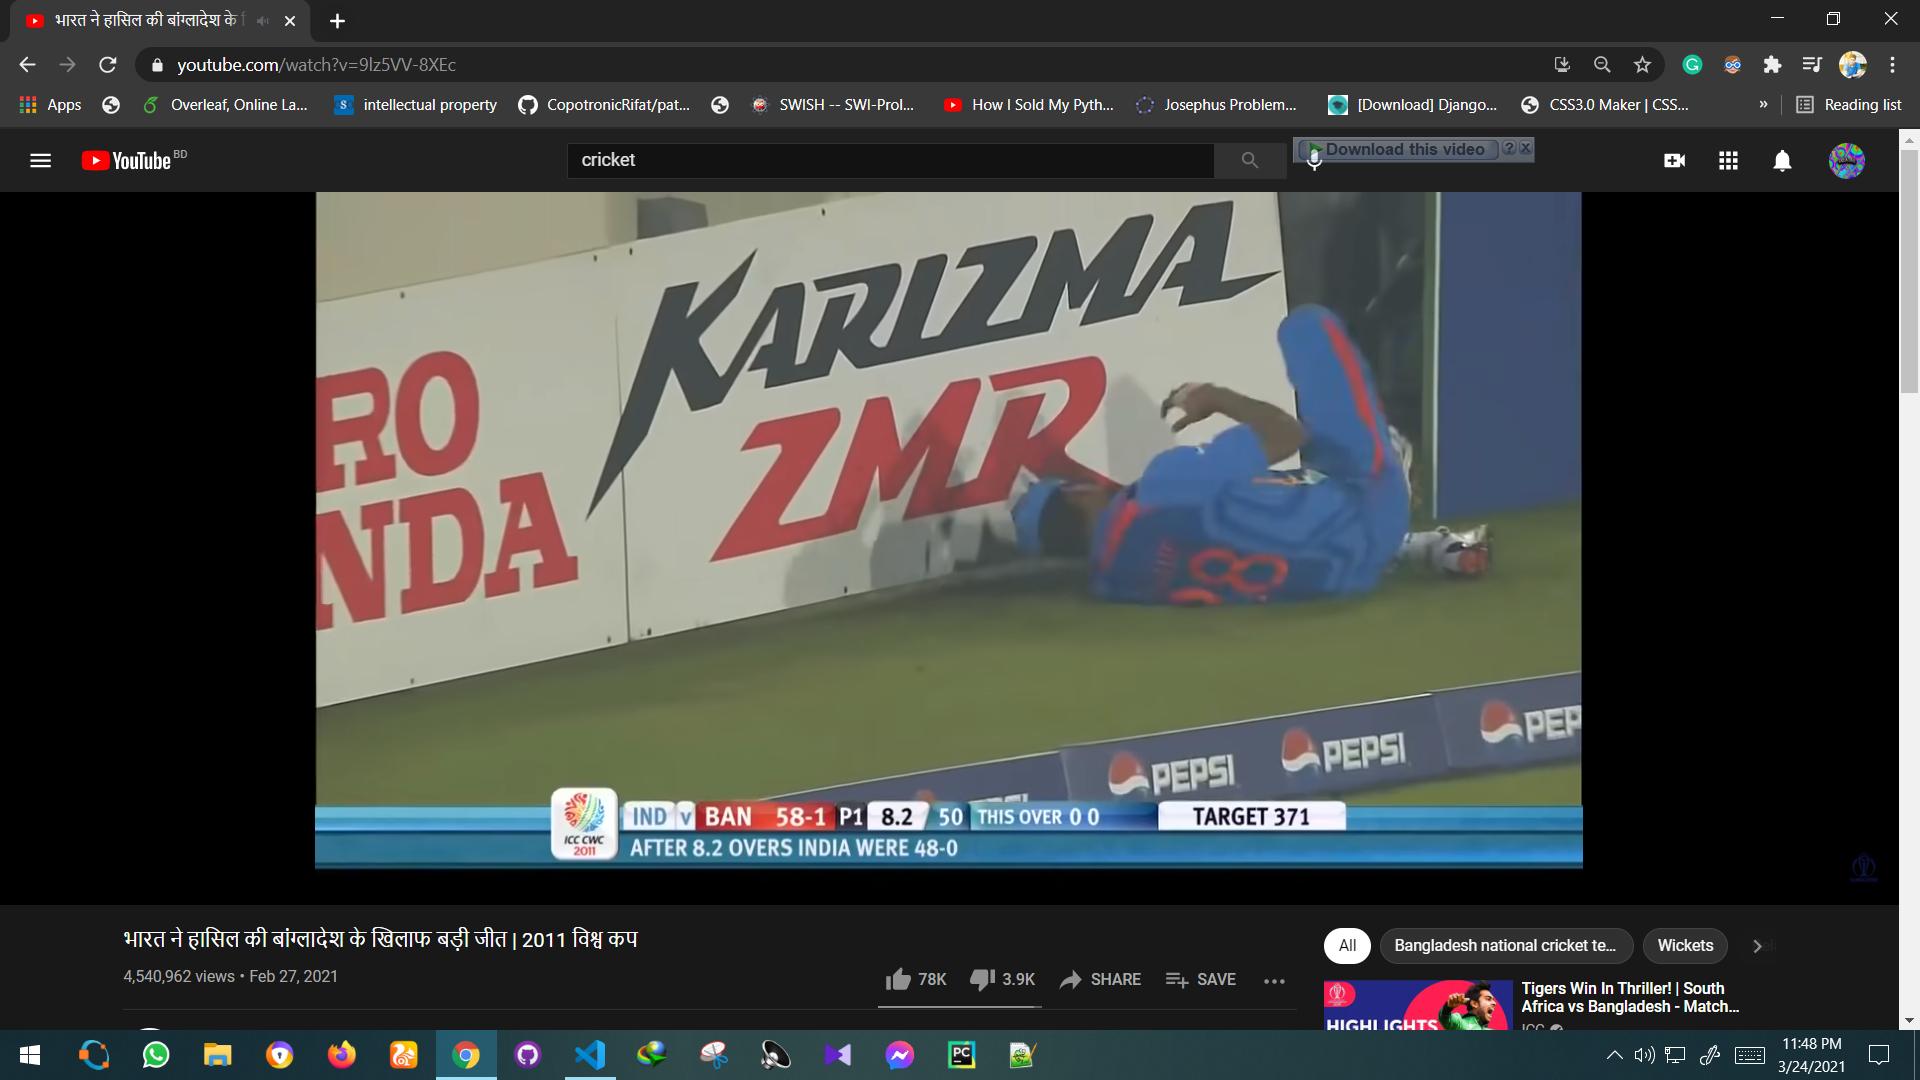 भारत ने हासिल की बांग्लादेश के
youtube.com/watch?v=9lz5VV-8XEc
Apps
Overleaf, Online La...
intellectual property
CopotronicRifat/pat...
SWISH -- SWI-Prol...
How I Sold My Pyth...
Josephus Problem...
[Download] Django...
CSS3.0 Maker | CSS...
»
Reading list
YouTube BD
cricket
Download this video
KARIZMA
ZMR
RO
NDA
98
PEPSI
PEPSI
PEP
ICC CWC
2011
IND v BAN 58-1 P1 8.2 50 THIS OVER 0 0 TARGET 371
AFTER 8.2 OVERS INDIA WERE 48-0
भारत ने हासिल की बांग्लादेश के खिलाफ बड़ी जीत | 2011 विश्व कप
4,540,962 views • Feb 27, 2021
78K
3.9K
SHARE
SAVE
All
Bangladesh national cricket te...
Wickets
HIGHLIGHTS
Tigers Win In Thriller! | South
Africa vs Bangladesh - Match...
ICC
11:48 PM
3/24/2021